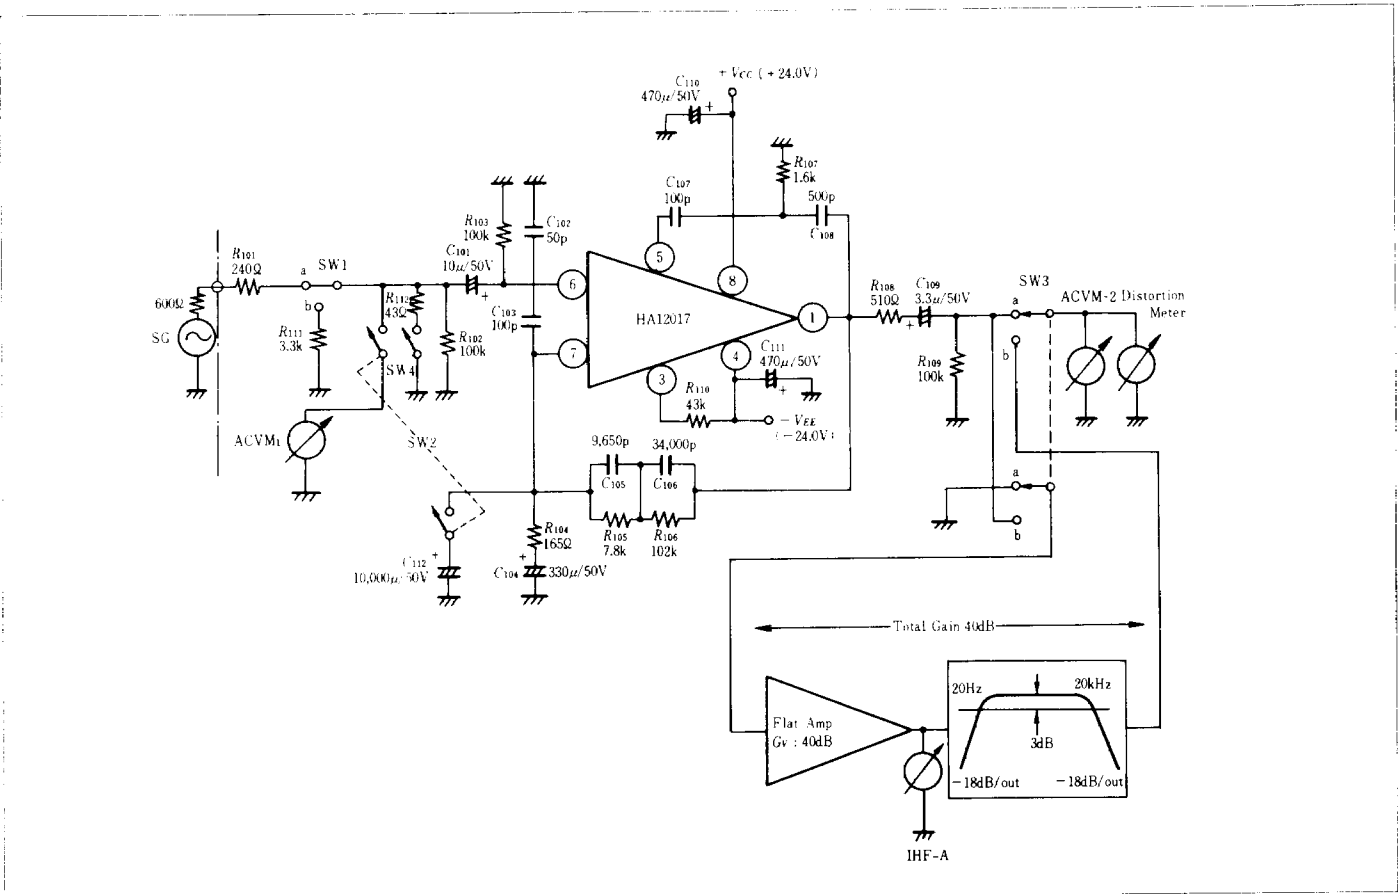 + VCC ( + 24.0V)
C110
470μ/50V
+
R107
1.6k
C107
100p
500p
C108
R103
100k
C102
50p
R101
240Ω
a
SW1
C101
10μ/50V
+
5
8
6
600Ω
b
R112
43Ω
C103
100p
HA12017
1
R108
510Ω
C109
3.3μ/50V
+
SW3
a
ACVM-2 Distortion
Meter
SG
R111
3.3k
SW4
R102
100k
7
4
C111
470μ/50V
+
b
R109
100k
3
R110
43k
− VEE
(−24.0V)
ACVM1
SW2
9,650p
34,000p
C105
C106
a
b
R104
165Ω
R105
7.8k
R106
102k
+
C112
10,000μ/50V
+
C104
330μ/50V
Total Gain 40dB
20Hz
20kHz
Flat Amp
Gv : 40dB
3dB
−18dB/out
−18dB/out
IHF-A